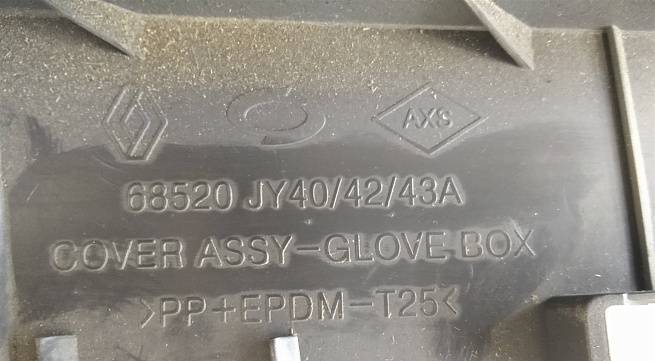 AXS
68520 JY40/42/43A
COVER ASSY-GLOVE BOX
>PP+EPDM-T25<